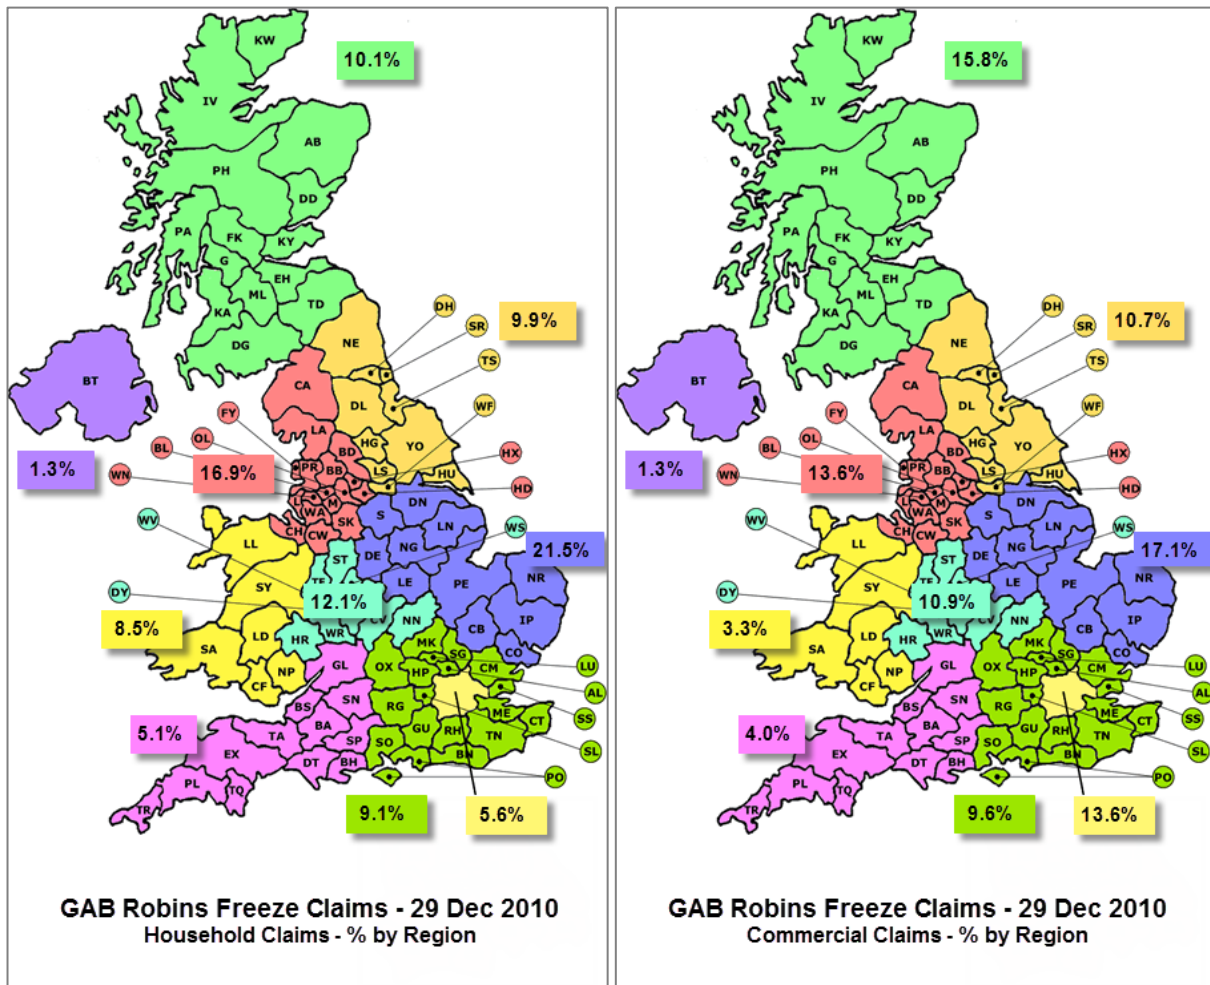 KW
10.1%
IV
AB
PH
DD
PA
FK
KY
G
EH
ML
KA
TD
DG
DH
SR
9.9%
NE
TS
BT
CA
DL
WF
FY
LA
HG
YO
OL
BD
BL
HX
1.3%
WN
16.9%
PR
BB
LS
HU
HD
L
M
WA
DN
WV
CH
CW
SK
S
LN
WS
LL
ST
DE
NG
21.5%
SY
LE
PE
NR
DY
12.1%
8.5%
NN
CB
IP
SA
LD
HR
WR
MK
SG
CO
NP
CF
GL
OX
HP
CM
LU
AL
BS
SN
RG
ME
CT
SS
5.1%
TA
BA
GU
RH
TN
SL
EX
SP
SO
BN
DT
BH
PO
PL
TQ
TR
9.1%
5.6%
GAB Robins Freeze Claims - 29 Dec 2010
Household Claims - % by Region
KW
15.8%
IV
AB
PH
DD
PA
FK
KY
G
EH
ML
KA
TD
DG
DH
SR
10.7%
NE
TS
BT
CA
DL
WF
FY
LA
HG
YO
OL
BD
BL
HX
1.3%
WN
13.6%
PR
BB
LS
HU
HD
L
M
WA
DN
WV
CH
CW
SK
S
LN
WS
LL
ST
DE
NG
17.1%
SY
LE
PE
NR
DY
10.9%
3.3%
NN
CB
IP
SA
LD
HR
WR
MK
SG
CO
NP
CF
GL
OX
HP
CM
LU
AL
BS
SN
RG
ME
CT
SS
4.0%
TA
BA
GU
RH
TN
SL
EX
SP
SO
BN
DT
BH
PO
PL
TQ
TR
9.6%
13.6%
GAB Robins Freeze Claims - 29 Dec 2010
Commercial Claims - % by Region